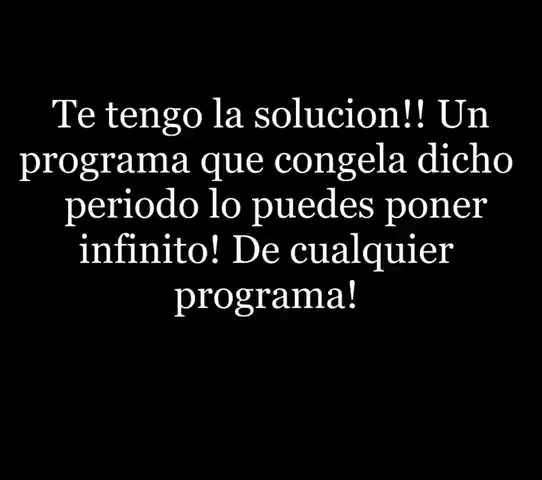 Te tengo la solucion!! Un
programa que congela dicho
periodo lo puedes poner
infinito! De cualquier
programa!